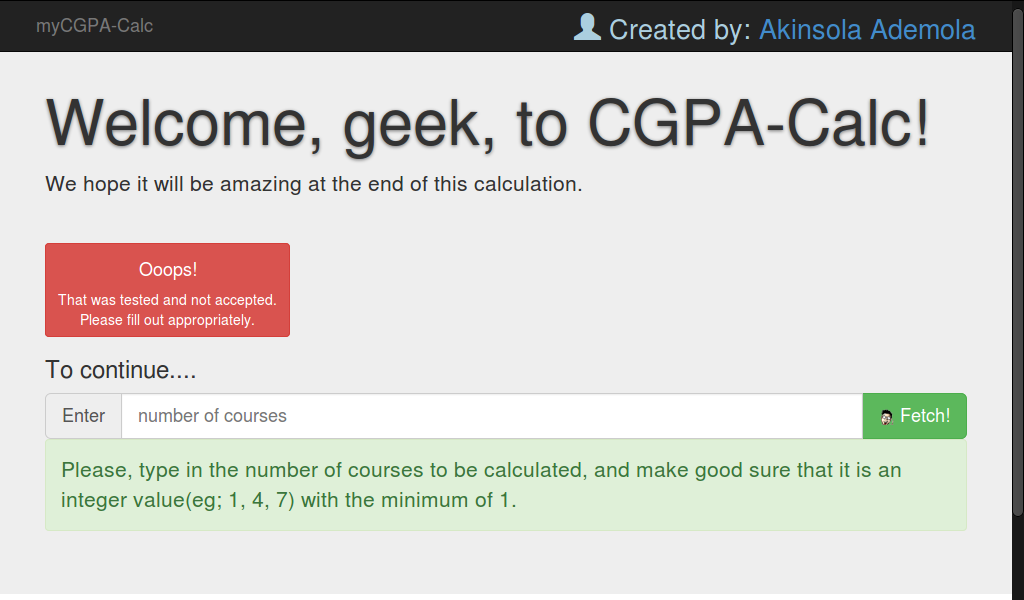 myCGPA-Calc
Created by: Akinsola Ademola
Welcome, geek, to CGPA-Calc!
We hope it will be amazing at the end of this calculation.
Ooops!
That was tested and not accepted.
Please fill out appropriately.
To continue....
Enter number of courses Fetch!
Please, type in the number of courses to be calculated, and make good sure that it is an
integer value(eg; 1, 4, 7) with the minimum of 1.